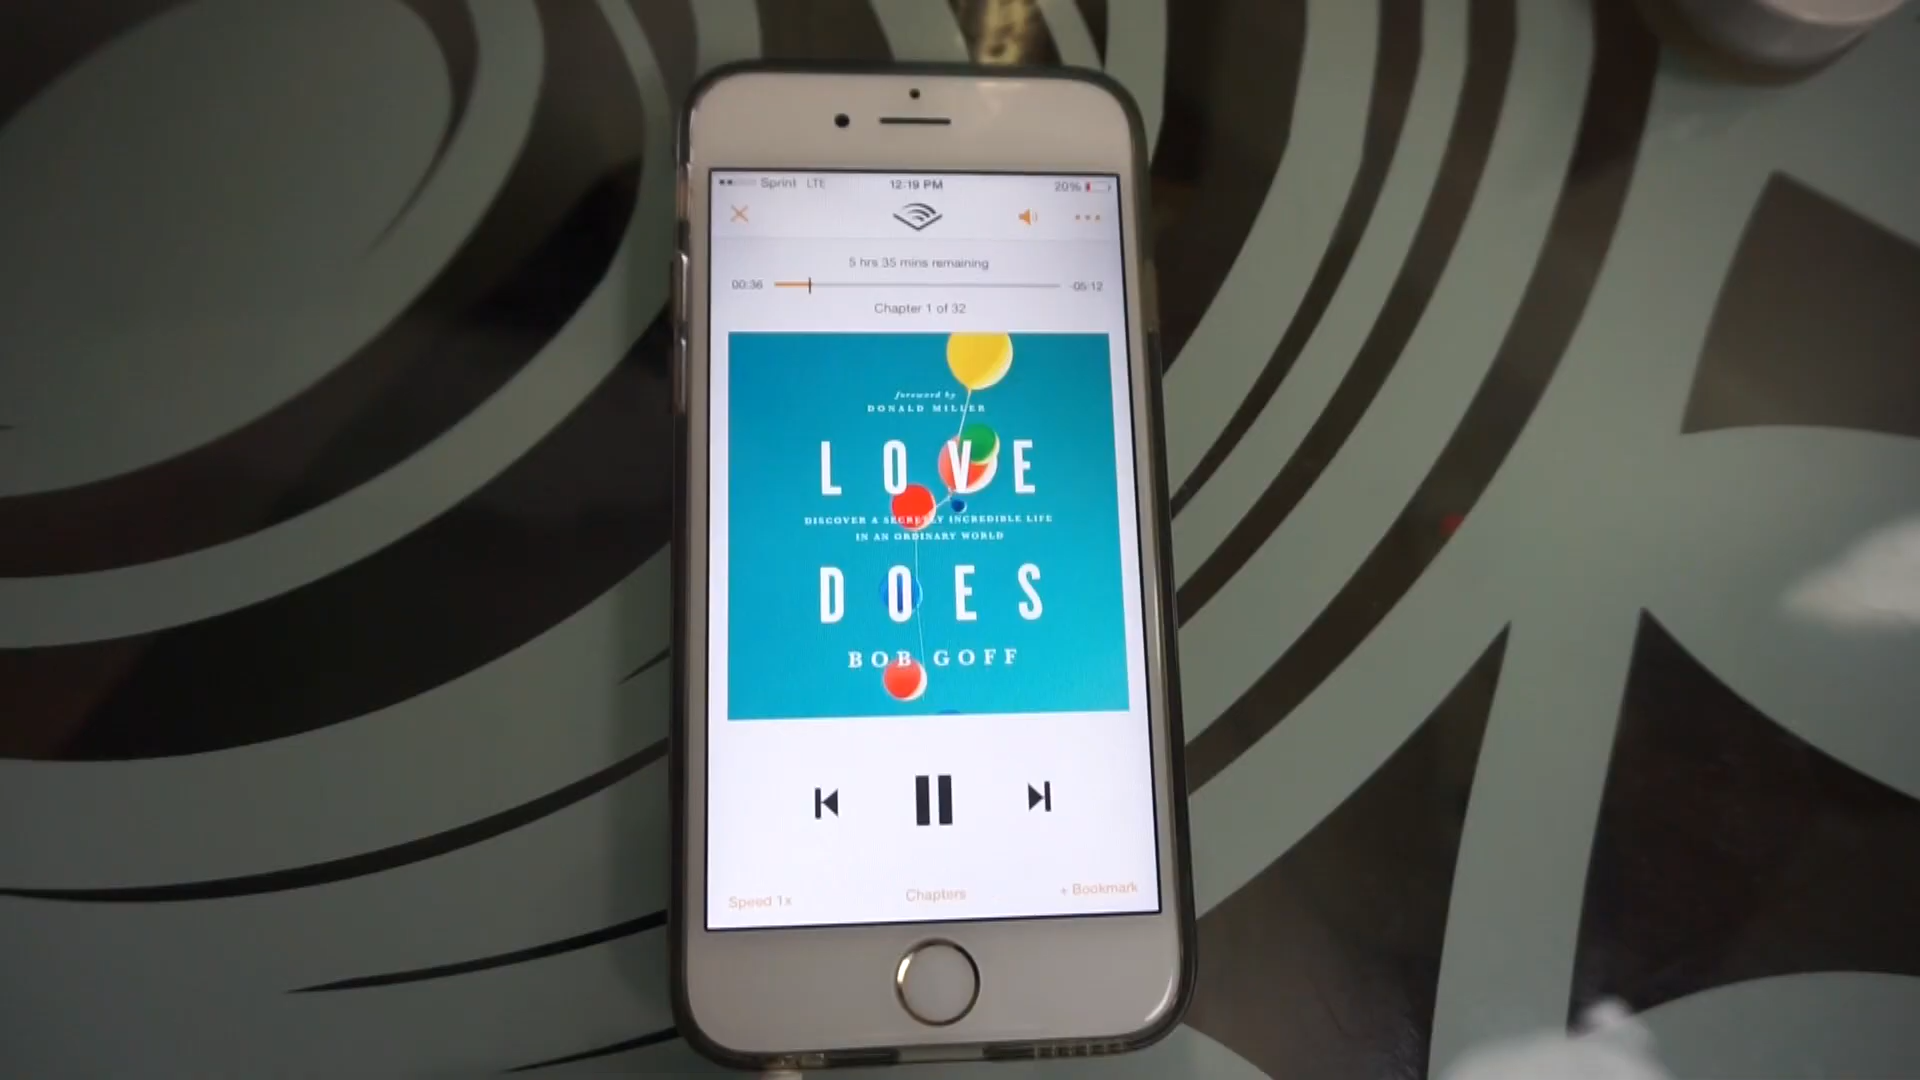 Sprint LTE 12:19 PM 20%
5 hrs 35 mins remaining
00:36 -05:12
Chapter 1 of 32
foreword by
DONALD MILLER
LOVE
DISCOVER A SECRETLY INCREDIBLE LIFE
IN AN ORDINARY WORLD
DOES
BOB GOFF
Speed 1x Chapters + Bookmark